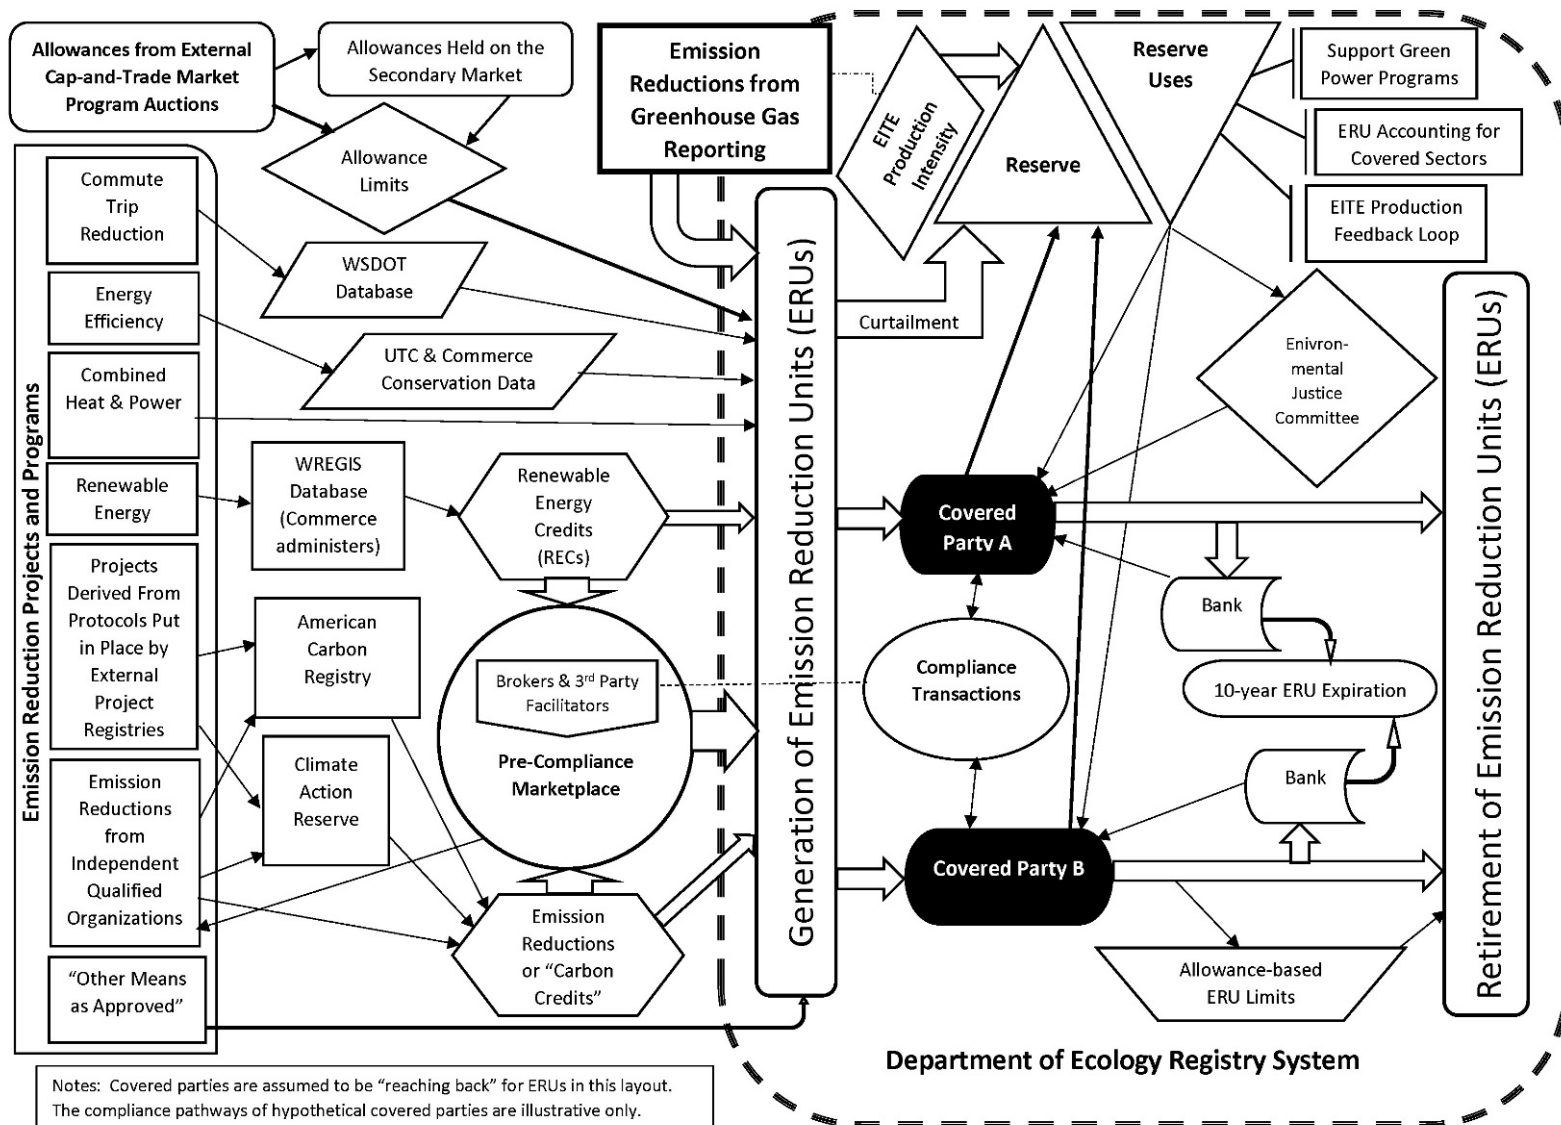 Allowances from External
Cap-and-Trade Market
Program Auctions
Allowances Held on the
Secondary Market
Allowance
Limits
Emission
Reductions from
Greenhouse Gas
Reporting
EITE
Production
Intensity
Reserve
Reserve
Uses
Support Green
Power Programs
ERU Accounting for
Covered Sectors
EITE Production
Feedback Loop
Emission Reduction Projects and Programs
Commute
Trip
Reduction
Energy
Efficiency
Combined
Heat & Power
Renewable
Energy
Projects
Derived From
Protocols Put
in Place by
External
Project
Registries
Emission
Reductions
from
Independent
Qualified
Organizations
“Other Means
as Approved”
WSDOT
Database
UTC & Commerce
Conservation Data
WREGIS
Database
(Commerce
administers)
Renewable
Energy
Credits
(RECs)
American
Carbon
Registry
Climate
Action
Reserve
Brokers & 3rd Party
Facilitators
Pre-Compliance
Marketplace
Emission
Reductions
or “Carbon
Credits”
Generation of Emission Reduction Units (ERUs)
Curtailment
Enivron-
mental
Justice
Committee
Covered
Party A
Compliance
Transactions
Covered Party B
Bank
10-year ERU Expiration
Bank
Allowance-based
ERU Limits
Retirement of Emission Reduction Units (ERUs)
Department of Ecology Registry System
Notes: Covered parties are assumed to be “reaching back” for ERUs in this layout.
The compliance pathways of hypothetical covered parties are illustrative only.